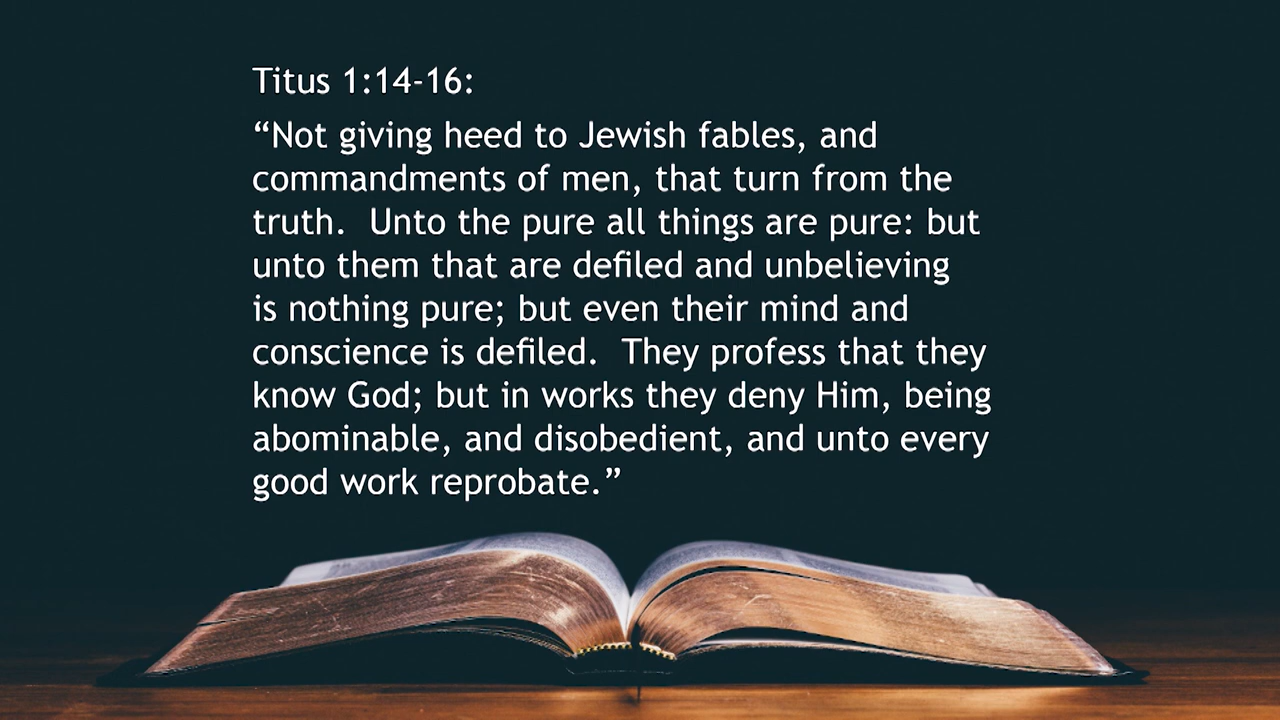 Titus 1:14-16:
“Not giving heed to Jewish fables, and
commandments of men, that turn from the
truth.  Unto the pure all things are pure: but
unto them that are defiled and unbelieving
is nothing pure; but even their mind and
conscience is defiled.  They profess that they
know God; but in works they deny Him, being
abominable, and disobedient, and unto every
good work reprobate.”